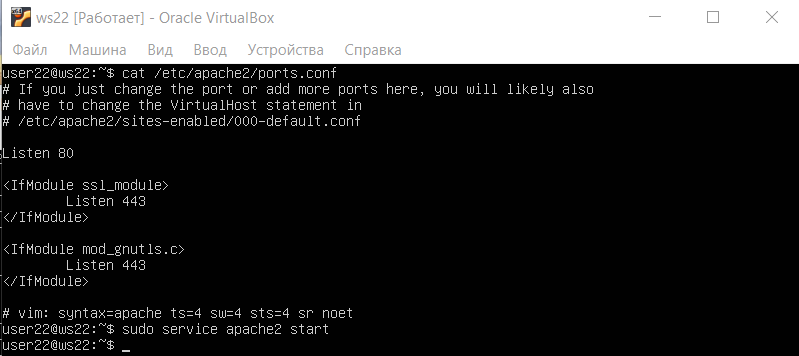 ws22 [Работает] - Oracle VirtualBox
Файл Машина Вид Ввод Устройства Справка
user22@ws22:~$ cat /etc/apache2/ports.conf
# If you just change the port or add more ports here, you will likely also
# have to change the VirtualHost statement in
# /etc/apache2/sites-enabled/000-default.conf
Listen 80
<IfModule ssl_module>
        Listen 443
</IfModule>
<IfModule mod_gnutls.c>
        Listen 443
</IfModule>
# vim: syntax=apache ts=4 sw=4 sts=4 sr noet
user22@ws22:~$ sudo service apache2 start
user22@ws22:~$ _